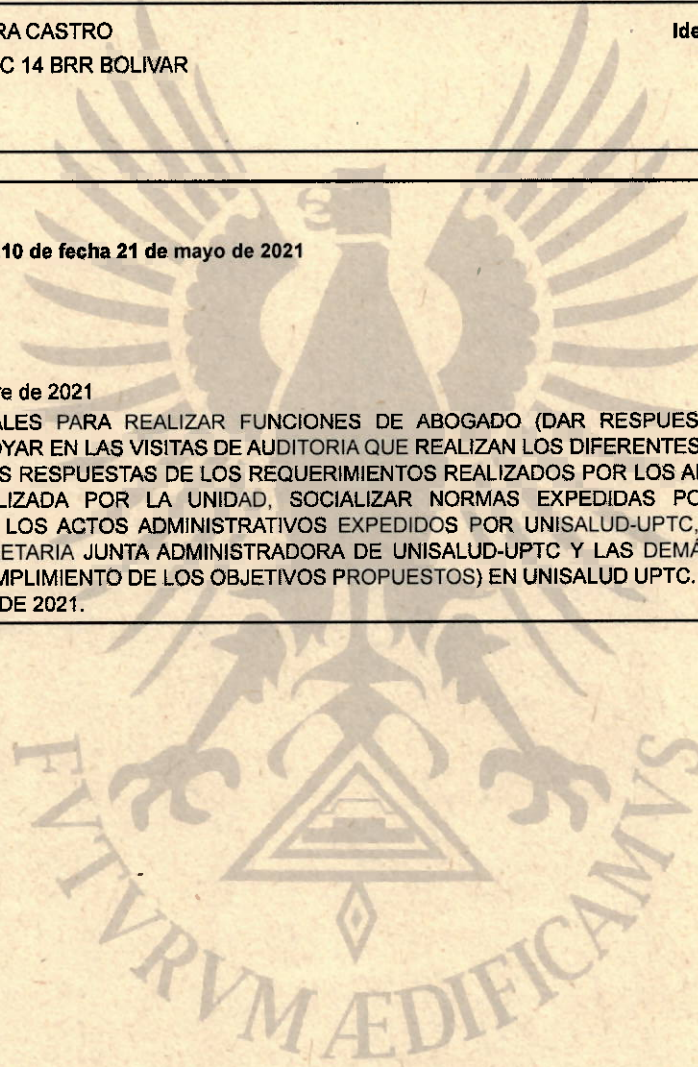 RA CASTRO
Ide
C 14 BRR BOLIVAR
10 de fecha 21 de mayo de 2021
re de 2021
ALES PARA REALIZAR FUNCIONES DE ABOGADO (DAR RESPUES
OYAR EN LAS VISITAS DE AUDITORIA QUE REALIZAN LOS DIFERENTES
S RESPUESTAS DE LOS REQUERIMIENTOS REALIZADOS POR LOS A
LIZADA POR LA UNIDAD, SOCIALIZAR NORMAS EXPEDIDAS PO
LOS ACTOS ADMINISTRATIVOS EXPEDIDOS POR UNISALUD-UPTC,
RETARIA JUNTA ADMINISTRADORA DE UNISALUD-UPTC Y LAS DEMÁ
UMPLIMIENTO DE LOS OBJETIVOS PROPUESTOS) EN UNISALUD UPTC.
DE 2021.
FVTVRVM ÆDIFICAMVS